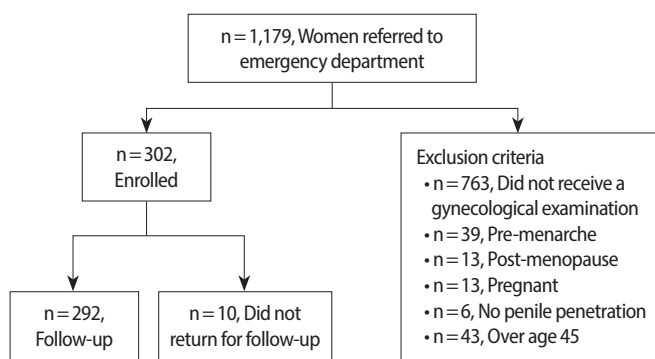 n=1,179, Women referred to
emergency department
n=302,
Enrolled
Exclusion criteria
• n=763, Did not receive a
gynecological examination
• n=39, Pre-menarche
• n=13, Post-menopause
• n=13, Pregnant
• n=6, No penile penetration
• n=43, Over age 45
n=292,
Follow-up
n=10, Did not
return for follow-up